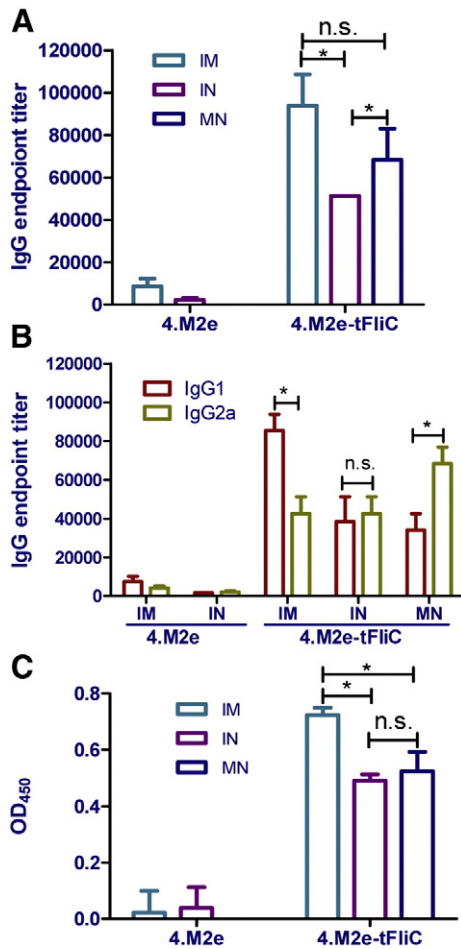 A
n.s.
120000
IM
*
100000
IN
*
80000
MN
60000
40000
20000
0
IgG endpoiont titer
4.M2e
4.M2e-tFliC
B
120000
IgG1
100000
IgG2a
*
*
80000
n.s.
60000
40000
20000
0
IgG endpoint titer
IM IN IM IN MN
4.M2e
4.M2e-tFliC
C
0.8
*
IM
*
IN
n.s.
0.6
MN
0.4
0.2
0.0
OD450
4.M2e
4.M2e-tFliC